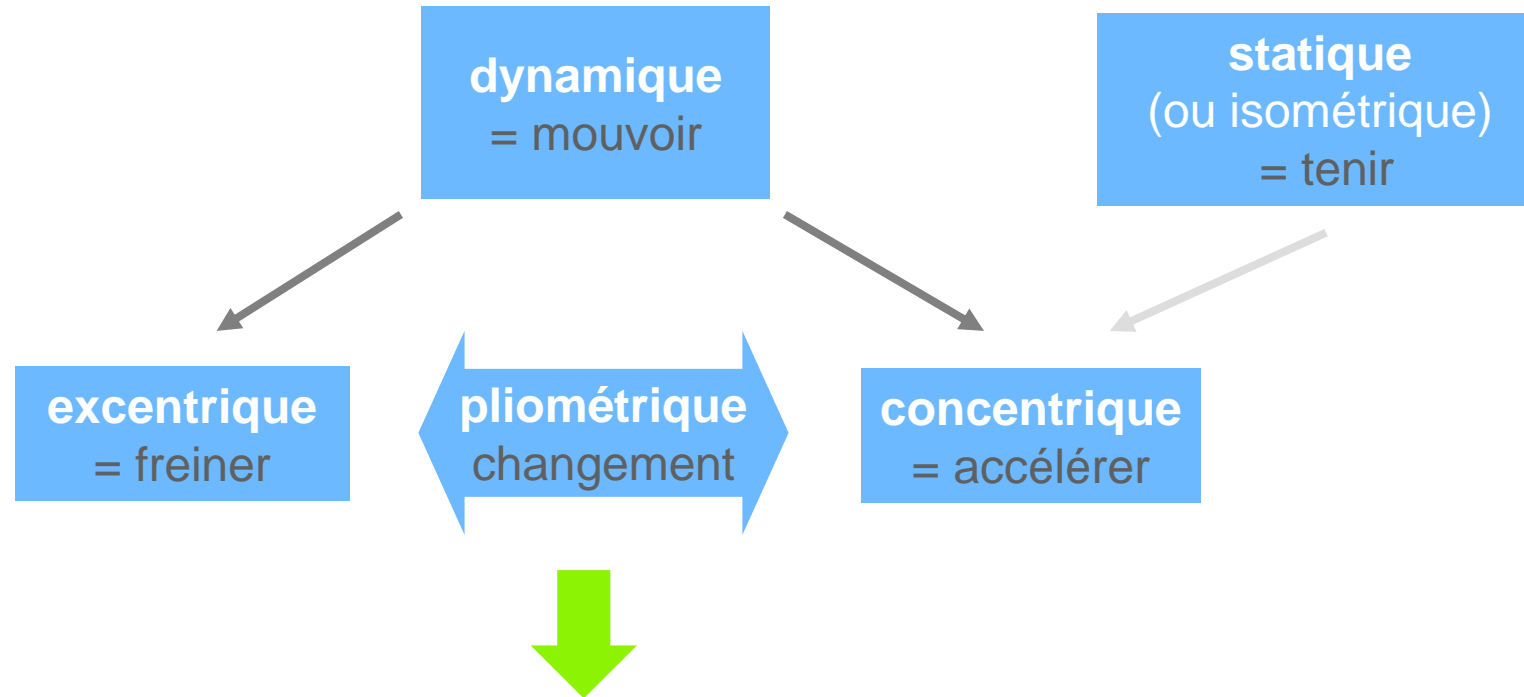 dynamique
= mouvoir
statique
(ou isométrique)
= tenir
excentrique
= freiner
pliométrique
changement
concentrique
= accélérer